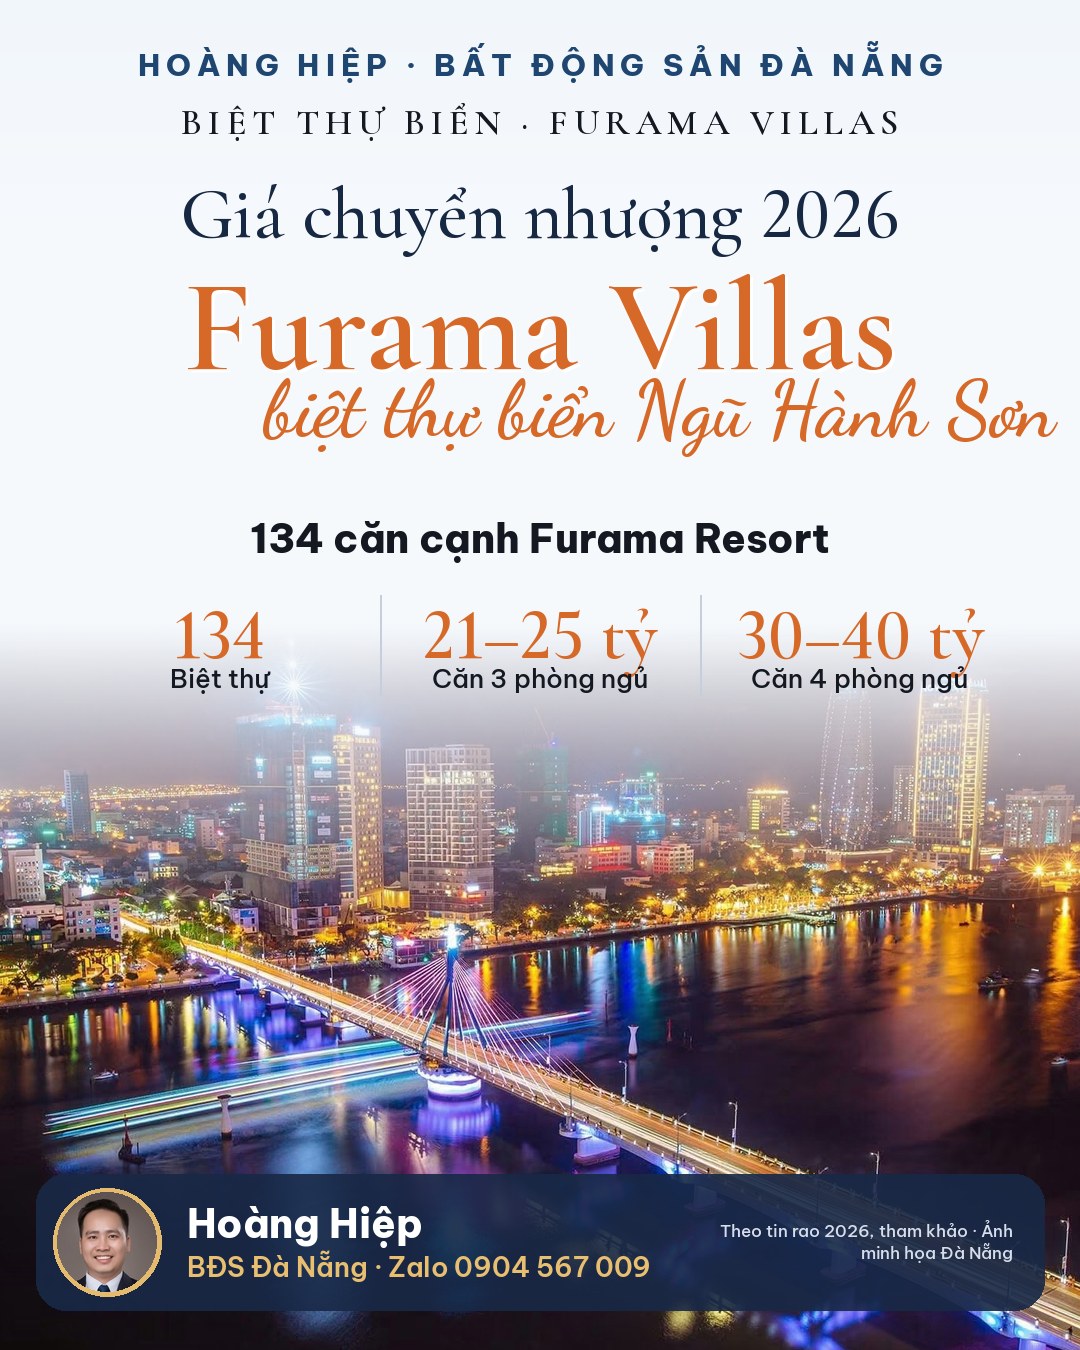 HOÀNG HIỆP · BẤT ĐỘNG SẢN ĐÀ NẴNG
BIỆT THỰ BIỂN · FURAMA VILLAS
Giá chuyển nhượng 2026
Furama Villas
biệt thự biển Ngũ Hành Sơn
134 căn cạnh Furama Resort
134
Biệt thự
21–25 tỷ
Căn 3 phòng ngủ
30–40 tỷ
Căn 4 phòng ngủ
Hoàng Hiệp
BĐS Đà Nẵng · Zalo 0904 567 009
Theo tin rao 2026, tham khảo · Ảnh
minh họa Đà Nẵng